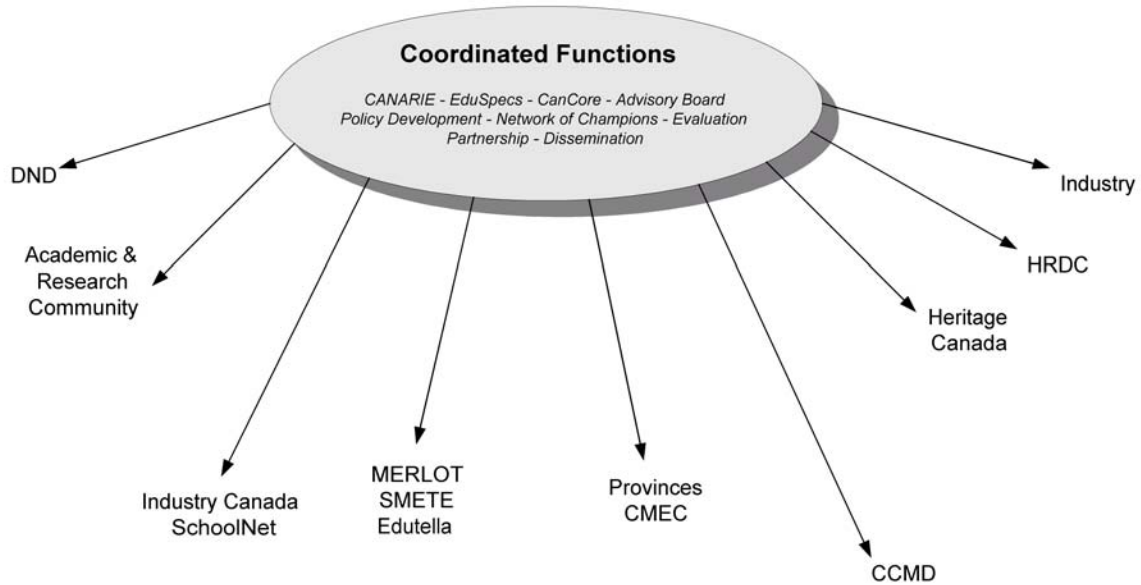 Coordinated Functions
CANARIE - EduSpecs - CanCore - Advisory Board
Policy Development - Network of Champions - Evaluation
Partnership - Dissemination
DND
Industry
Academic &
Research
Community
HRDC
Heritage
Canada
Industry Canada
SchoolNet
MERLOT
SMETE
Edutella
Provinces
CMEC
CCMD